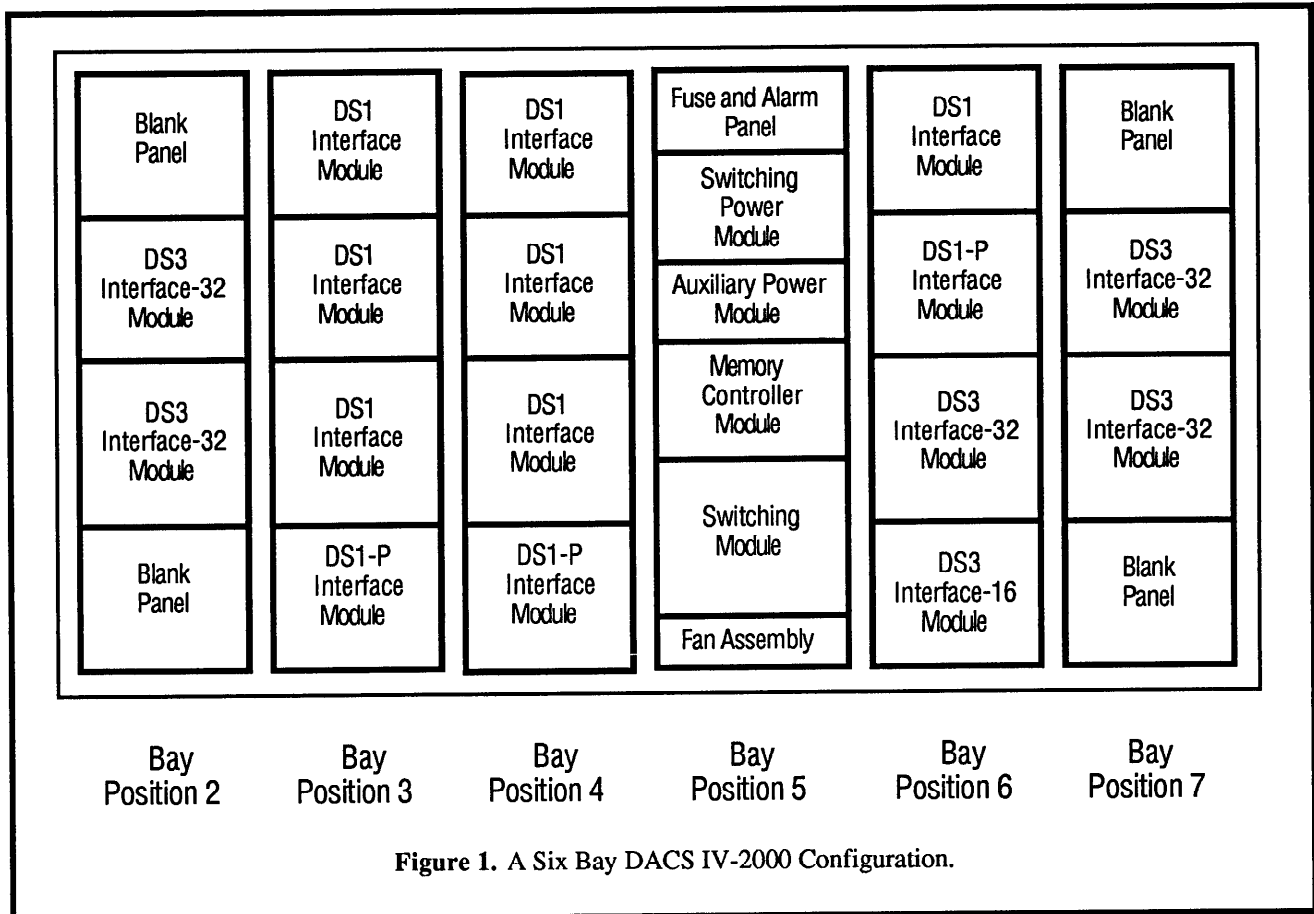 Blank
Panel
DS3
Interface-32
Module
DS3
Interface-32
Module
Blank
Panel
DS1
Interface
Module
DS1
Interface
Module
DS1
Interface
Module
DS1-P
Interface
Module
DS1
Interface
Module
DS1
Interface
Module
DS1
Interface
Module
DS1-P
Interface
Module
Fuse and Alarm
Panel
Switching
Power
Module
Auxiliary Power
Module
Memory
Controller
Module
Switching
Module
Fan Assembly
DS1
Interface
Module
DS1-P
Interface
Module
DS3
Interface-32
Module
DS3
Interface-16
Module
Blank
Panel
DS3
Interface-32
Module
DS3
Interface-32
Module
Blank
Panel
Bay
Position 2
Bay
Position 3
Bay
Position 4
Bay
Position 5
Bay
Position 6
Bay
Position 7
Figure 1. A Six Bay DACS IV-2000 Configuration.